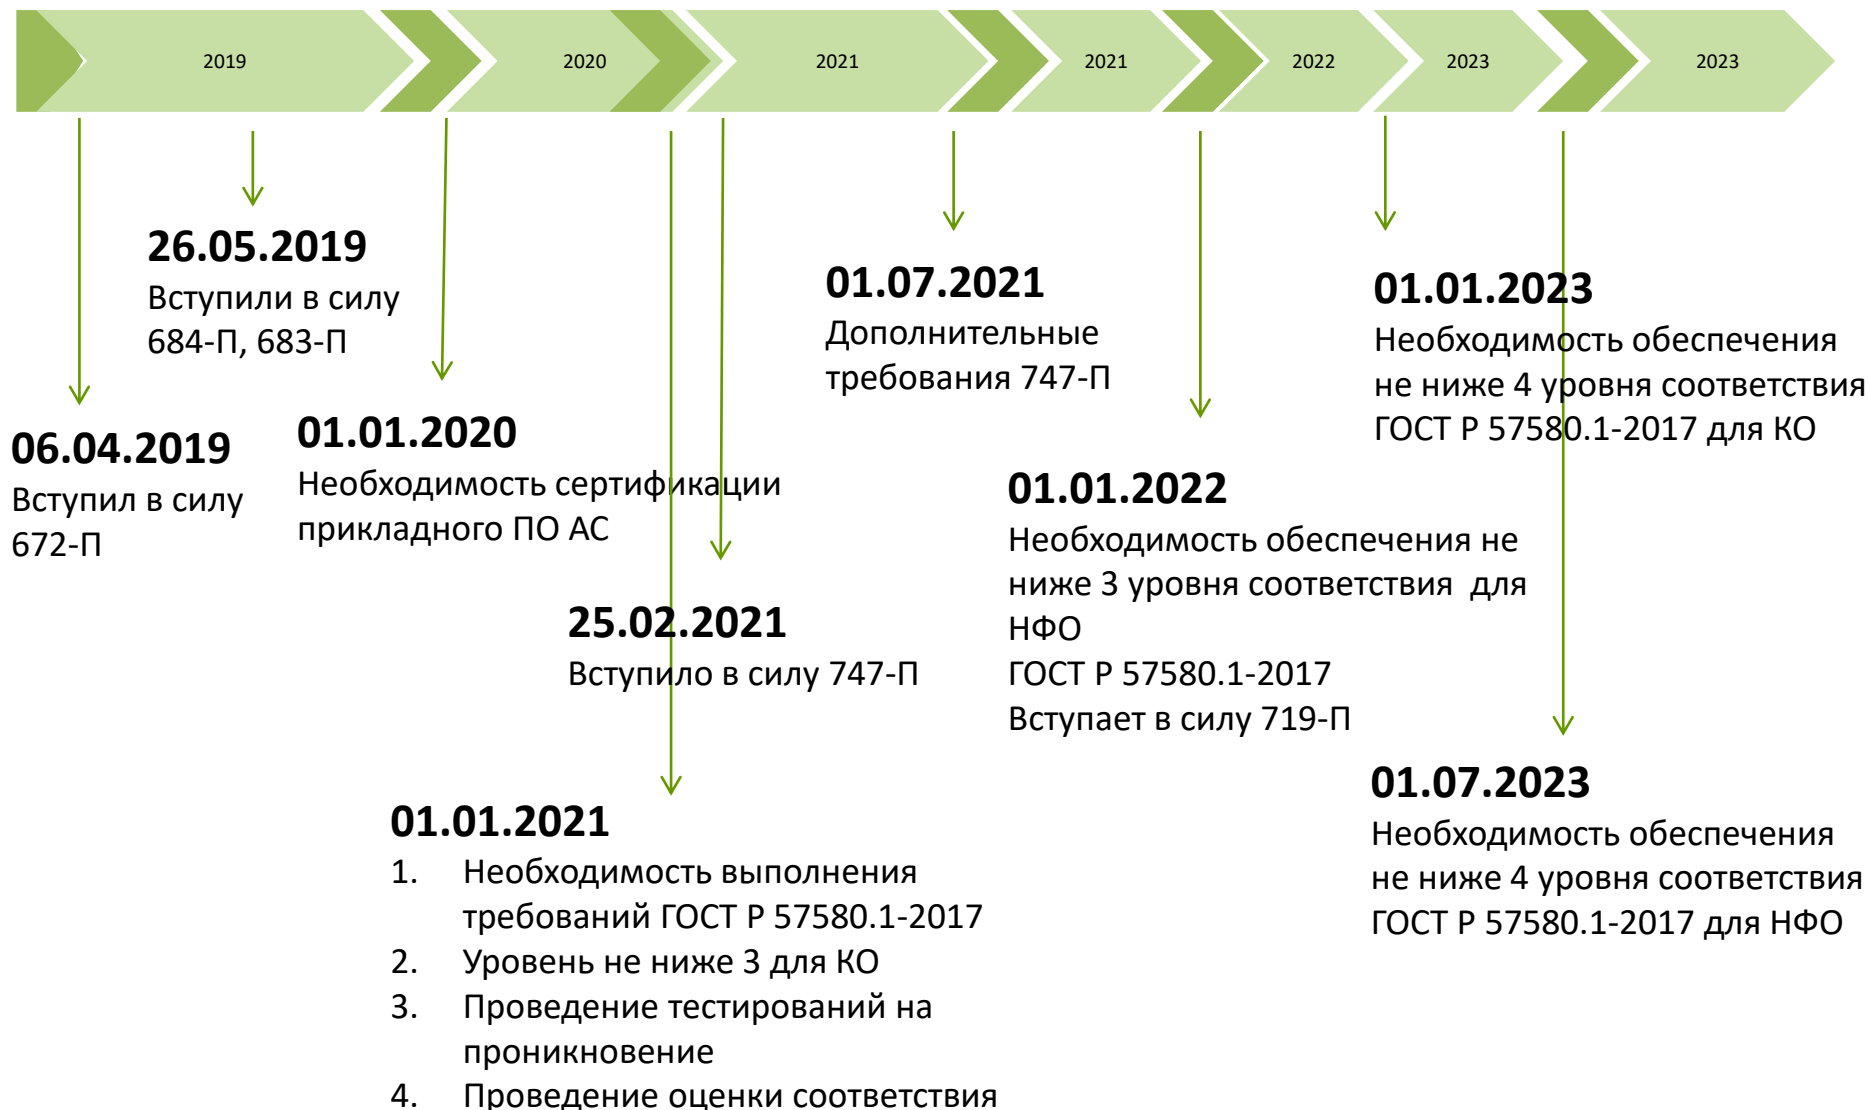 2019
2020
2021
2021
2022
2023
2023
26.05.2019
Вступили в силу
684-П, 683-П
06.04.2019
Вступил в силу
672-П
01.01.2020
Необходимость сертификации
прикладного ПО АС
25.02.2021
Вступило в силу 747-П
01.01.2021
1. Необходимость выполнения
требований ГОСТ Р 57580.1-2017
2. Уровень не ниже 3 для КО
3. Проведение тестирований на
проникновение
4. Проведение оценки соответствия
01.07.2021
Дополнительные
требования 747-П
01.01.2022
Необходимость обеспечения не
ниже 3 уровня соответствия для
НФО
ГОСТ Р 57580.1-2017
Вступает в силу 719-П
01.01.2023
Необходимость обеспечения
не ниже 4 уровня соответствия
ГОСТ Р 57580.1-2017 для КО
01.07.2023
Необходимость обеспечения
не ниже 4 уровня соответствия
ГОСТ Р 57580.1-2017 для НФО